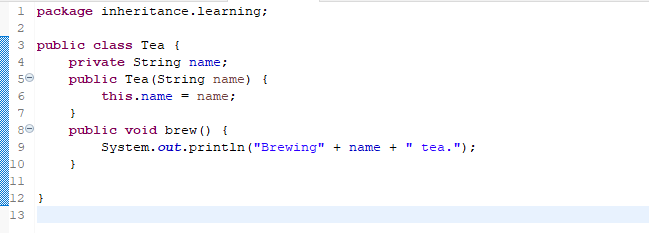 1 package inheritance.learning;
2
3 public class Tea {
4     private String name;
5     public Tea(String name) {
6         this.name = name;
7     }
8     public void brew() {
9         System.out.println("Brewing" + name + " tea.");
10     }
11
12 }
13